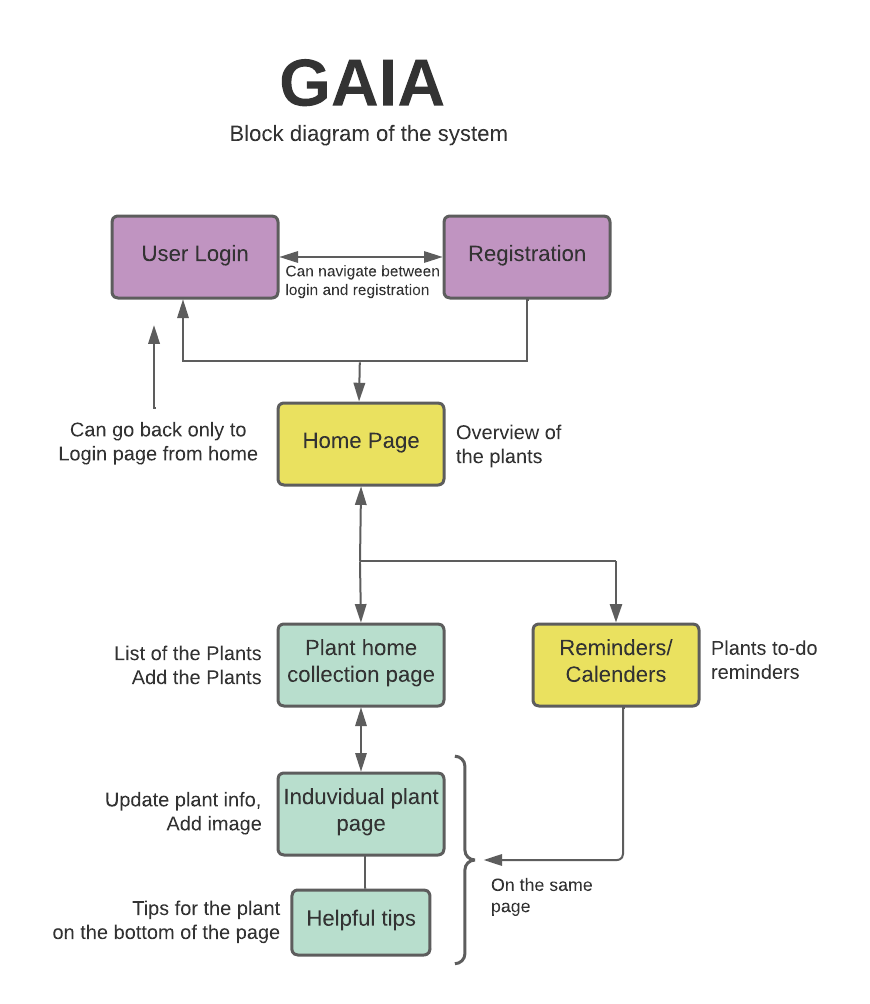 GAIA
Block diagram of the system
User Login
Registration
Can navigate between
login and registration
Can go back only to
Login page from home
Home Page
Overview of
the plants
List of the Plants
Add the Plants
Plant home
collection page
Reminders/
Calenders
Plants to-do
reminders
Update plant info,
Add image
Induvidual plant
page
On the same
page
Tips for the plant
on the bottom of the page
Helpful tips